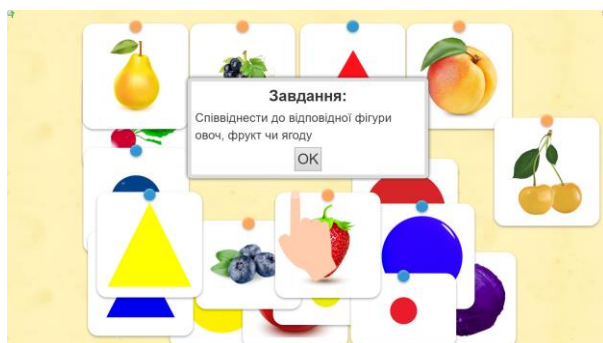 Завдання:
Співвіднести до відповідної фігури
овоч, фрукт чи ягоду
OK